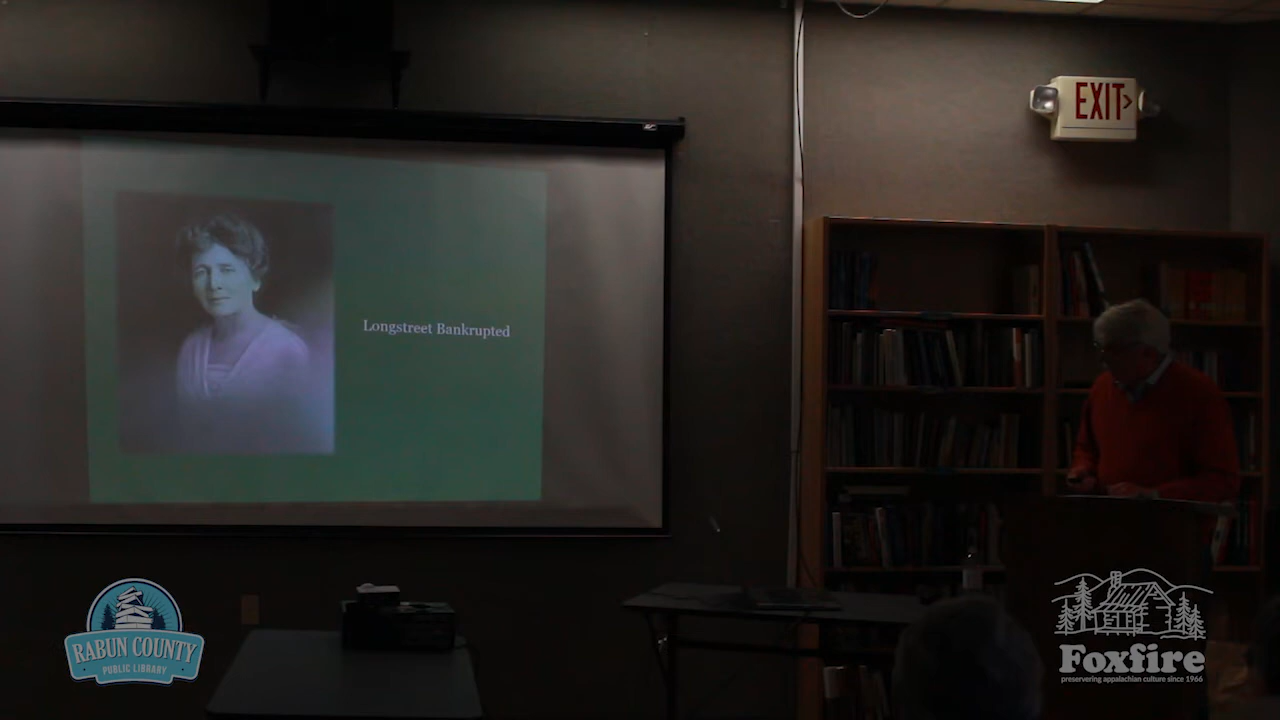 EXIT>
Longstreet Bankrupted
RABUN COUNTY
PUBLIC LIBRARY
Foxfire
preserving appalachian culture since 1966